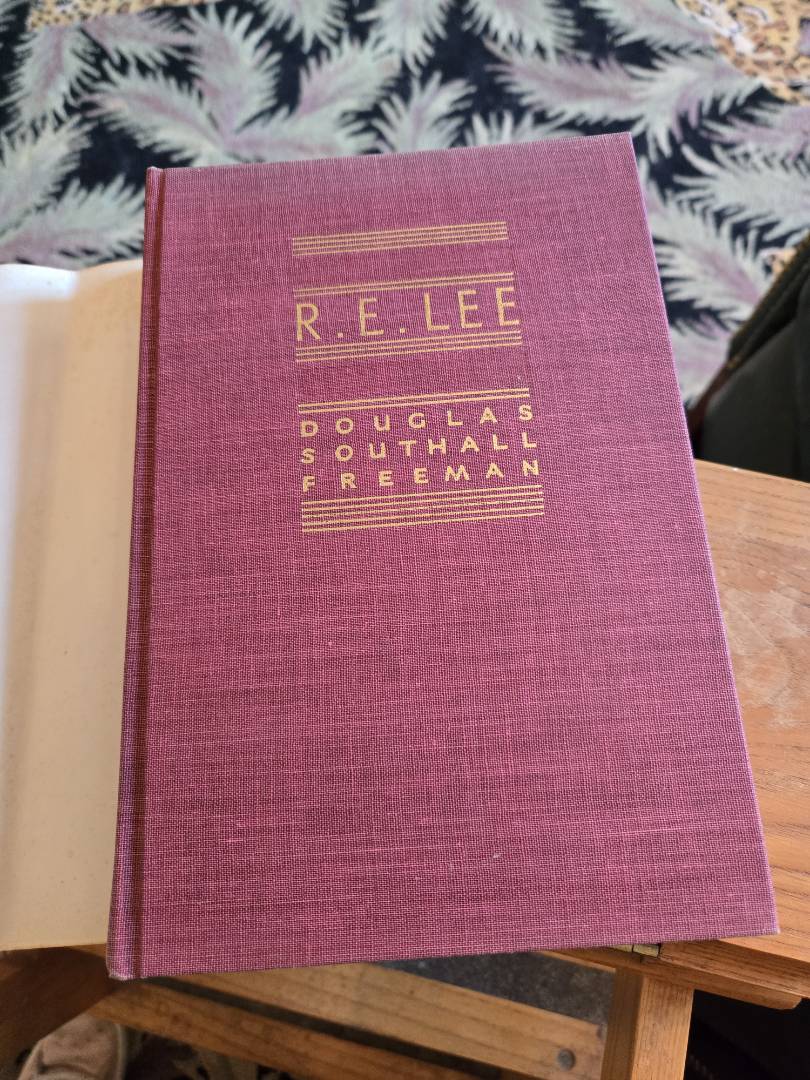 R. E. LEE
DOUGLAS
SOUTHALL
FREEMAN